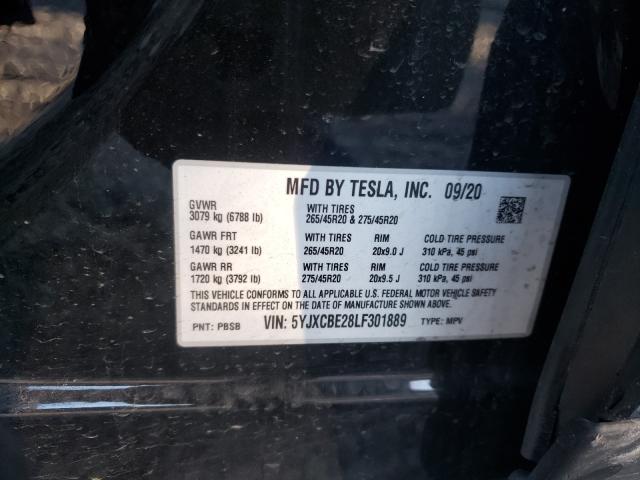 MFD BY TESLA, INC. 09/20
GVWR WITH TIRES
3079 kg (6788 lb) 265/45R20 & 275/45R20
GAWR FRT WITH TIRES RIM COLD TIRE PRESSURE
1470 kg (3241 lb) 265/45R20 20x9.0 J 310 kPa, 45 psi
GAWR RR WITH TIRES RIM COLD TIRE PRESSURE
1720 kg (3792 lb) 275/45R20 20x9.5 J 310 kPa, 45 psi
THIS VEHICLE CONFORMS TO ALL APPLICABLE U.S. FEDERAL MOTOR VEHICLE SAFETY
STANDARDS IN EFFECT ON THE DATE OF MANUFACTURE SHOWN ABOVE.
PNT: PBSB VIN: 5YJXCBE28LF301889 TYPE: MPV